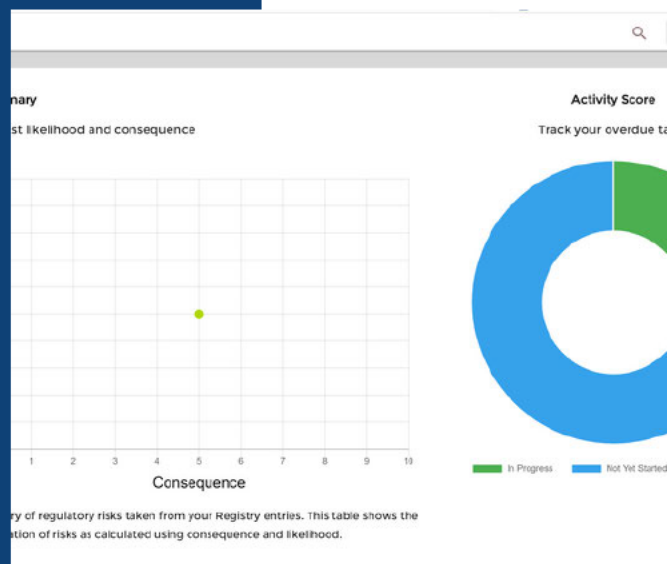 mary
st likelihood and consequence
1 2 3 4 5 6 7 8 9 10
Consequence
ry of regulatory risks taken from your Registry entries. This table shows the
ation of risks as calculated using consequence and likelihood.
Activity Score
Track your overdue ta
In Progress Not Yet Started